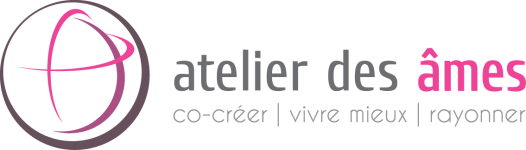 atelier des âmes
co-créer | vivre mieux | rayonner